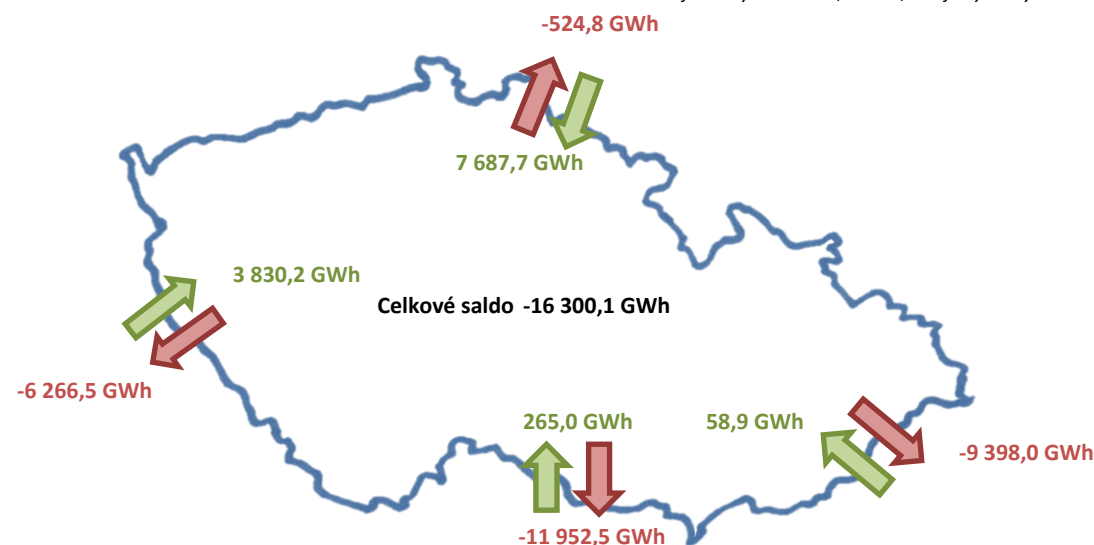 -524,8 GWh
7 687,7 GWh
3 830,2 GWh
Celkové saldo -16 300,1 GWh
-6 266,5 GWh
265,0 GWh
58,9 GWh
-9 398,0 GWh
-11 952,5 GWh